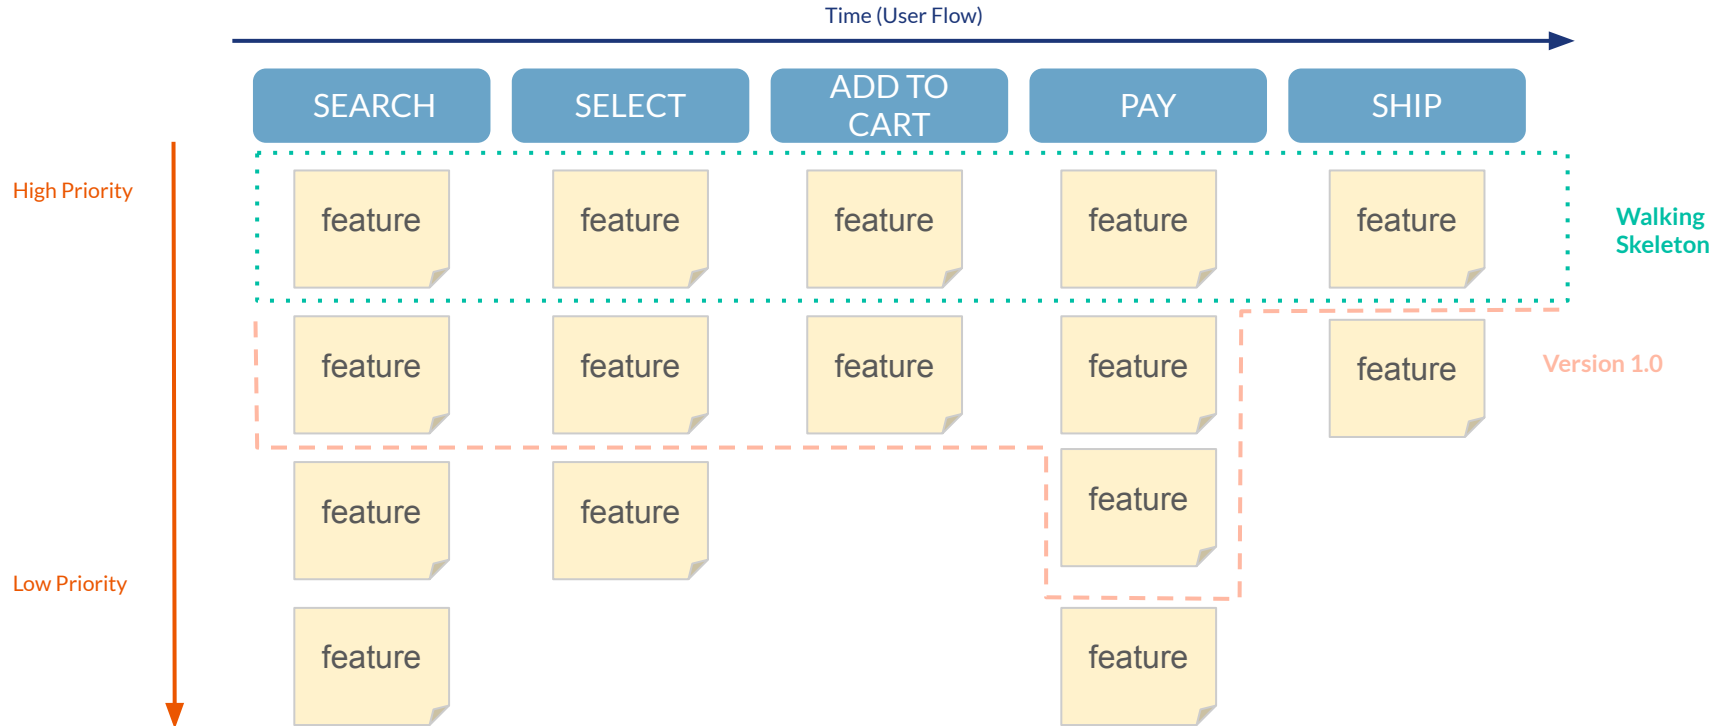 Time (User Flow)
SEARCH
SELECT
ADD TO
CART
PAY
SHIP
High Priority
feature
feature
feature
feature
feature
Walking
Skeleton
feature
feature
feature
feature
feature
Version 1.0
feature
feature
feature
Low Priority
feature
feature